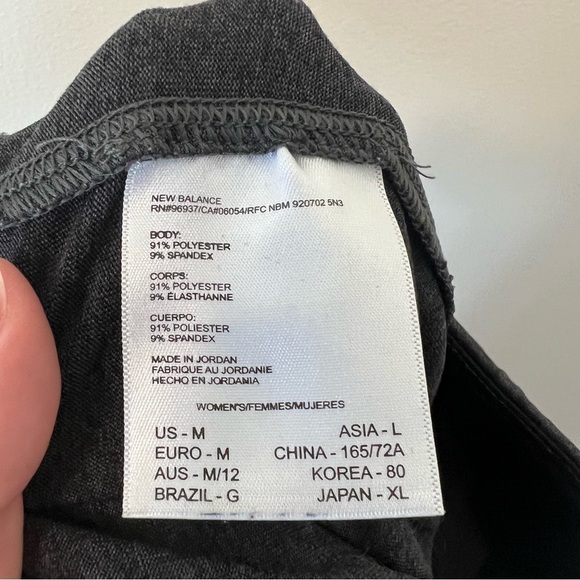 NEW BALANCE
RN#96937/CA#06054/RFC NBM 920702 5N3
BODY:
91% POLYESTER
9% SPANDEX
CORPS:
91% POLYESTER
9% ÉLASTHANNE
CUERPO:
91% POLIESTER
9% SPANDEX
MADE IN JORDAN
FABRIQUE AU JORDANIE
HECHO EN JORDAMIA
WOMEN'S/FEMMES/MUJERES
US - M ASIA - L
EURO - M CHINA - 165/72A
AUS - M/12 KOREA - 80
BRAZIL - G JAPAN - XL